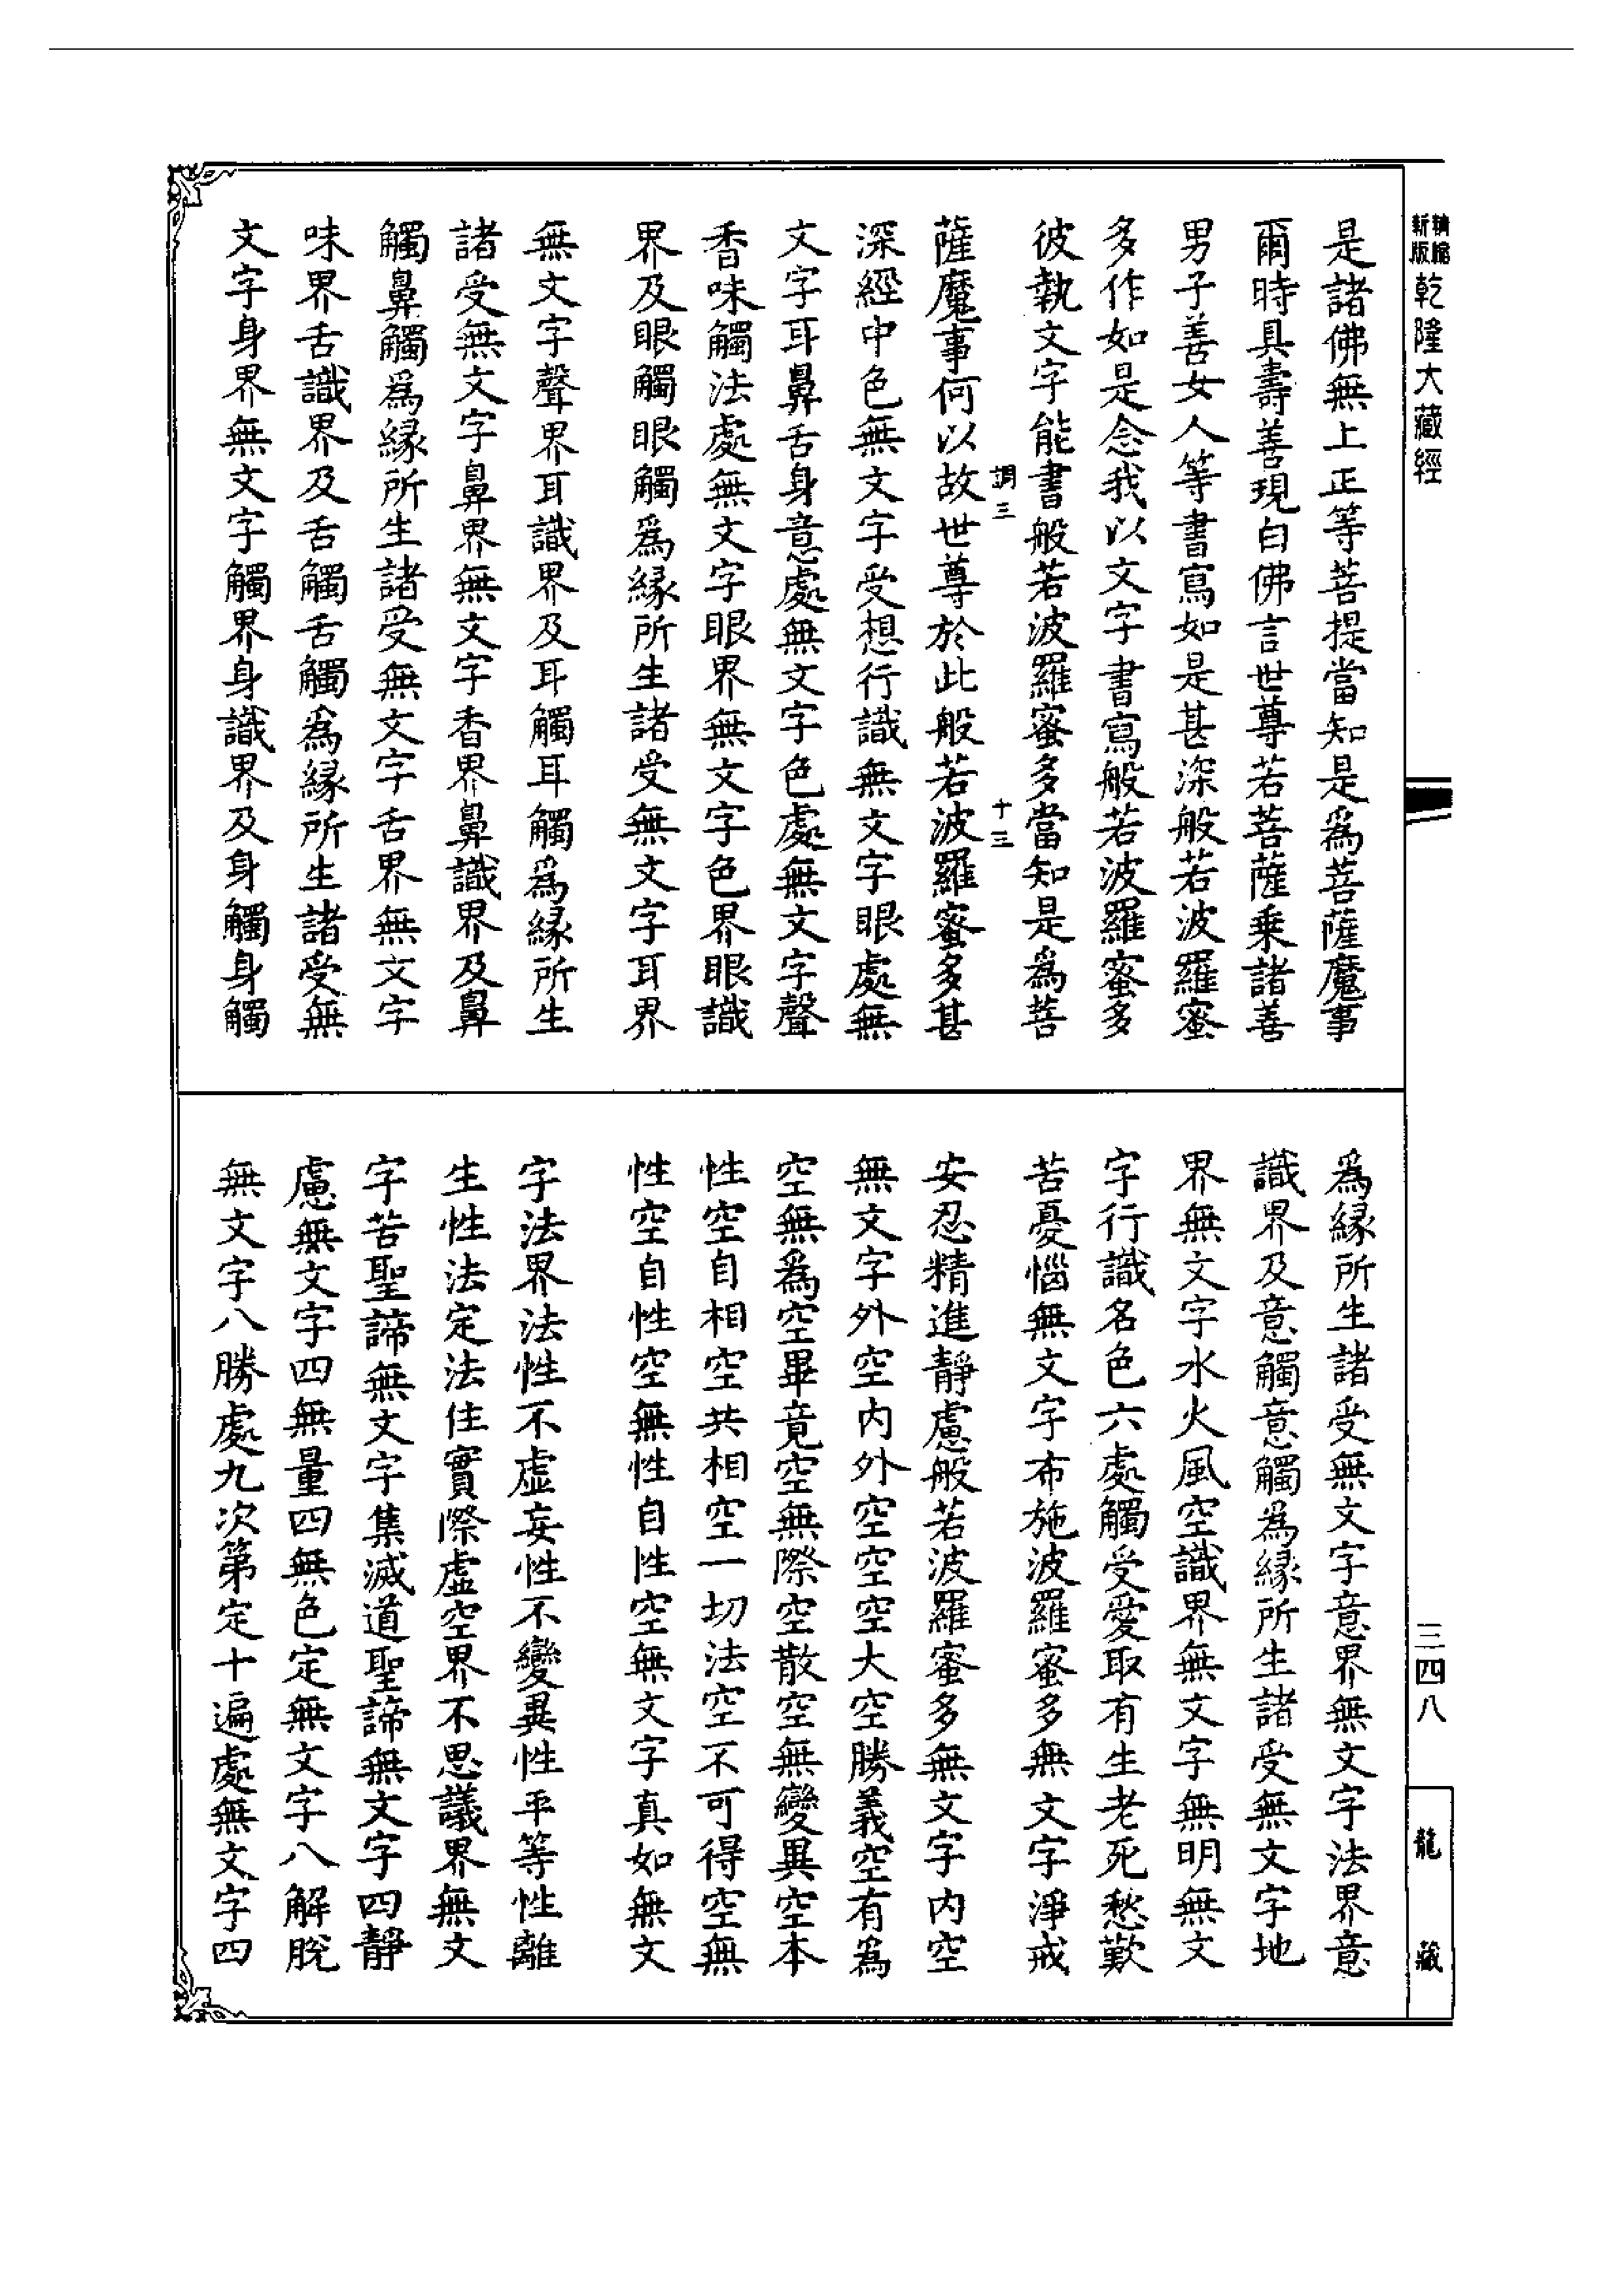 新版
精縮
乾隆大藏經
三四八
龍藏
是諸佛無上正等菩提當知是為菩薩魔事
爾時具壽善現白佛言世尊若菩薩乗諸善
男子善女人等書寫如是甚深般若波羅蜜
多作如是念我以文字書寫般若波羅蜜多
彼執文字能書般若波羅蜜多當知是為菩
調三
十三
薩魔事何以故世尊於此般若波羅蜜多甚
深經中色無文字受想行識無文字眼處無
文字耳鼻舌身意處無文字色處無文字聲
香味觸法處無文字眼界無文字色界眼識
界及眼觸眼觸為緣所生諸受無文字耳界
無文字聲界耳識界及耳觸耳觸為緣所生
諸受無文字鼻界無文字香界鼻識界及鼻
觸鼻觸為緣所生諸受無文字舌界無文字
味界舌識界及舌觸舌觸為緣所生諸受無
文字身界無文字觸界身識界及身觸身觸
為緣所生諸受無文字意界無文字法界意
識界及意觸意觸為緣所生諸受無文字地
界無文字水火風空識界無文字無明無文
字行識名色六處觸受愛取有生老死愁歎
苦憂惱無文字布施波羅蜜多無文字淨戒
安忍精進靜慮般若波羅蜜多無文字內空
無文字外空內外空空空大空勝義空有為
空無為空畢竟空無際空散空無變異空本
性空自相空共相空一切法空不可得空無
性空自性空無性自性空無文字真如無文
字法界法性不虛妄性不變異性平等性離
生性法定法住實際虛空界不思議界無文
字苦聖諦無文字集滅道聖諦無文字四靜
慮無文字四無量四無色定無文字八解脫
無文字八勝處九次第定十遍處無文字四